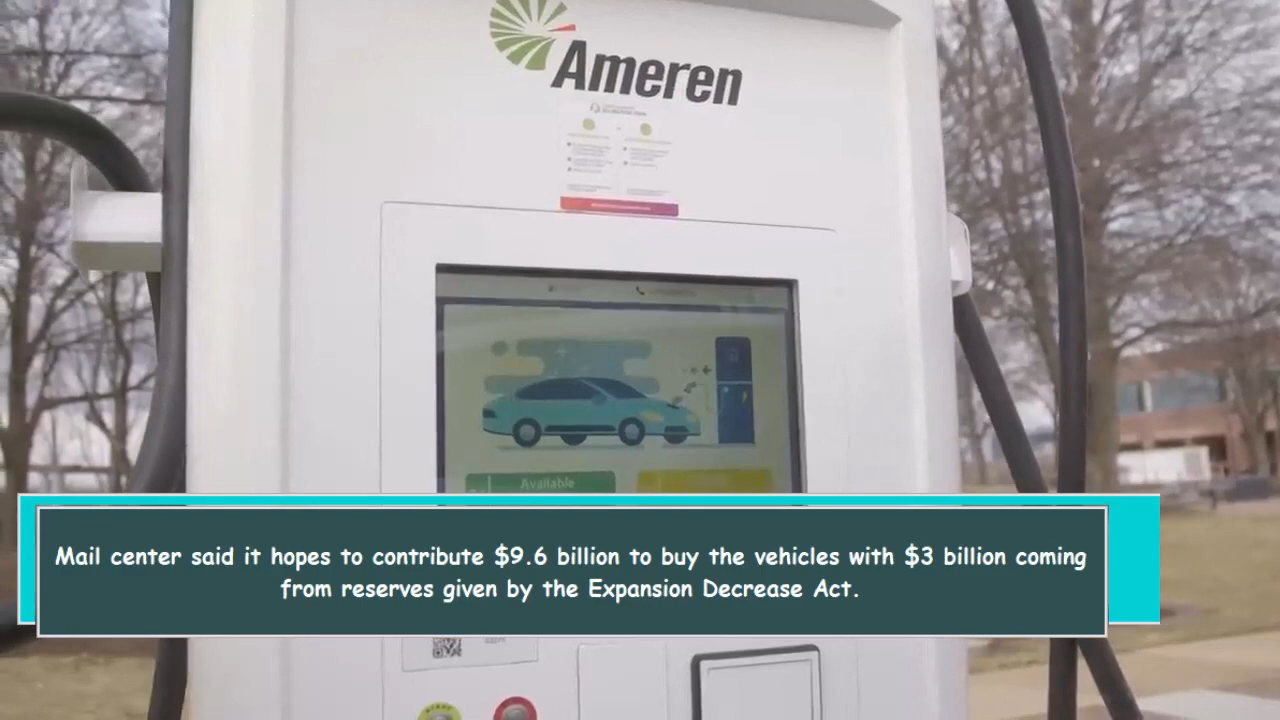 Ameren
Available
Mail center said it hopes to contribute $9.6 billion to buy the vehicles with $3 billion coming
from reserves given by the Expansion Decrease Act.